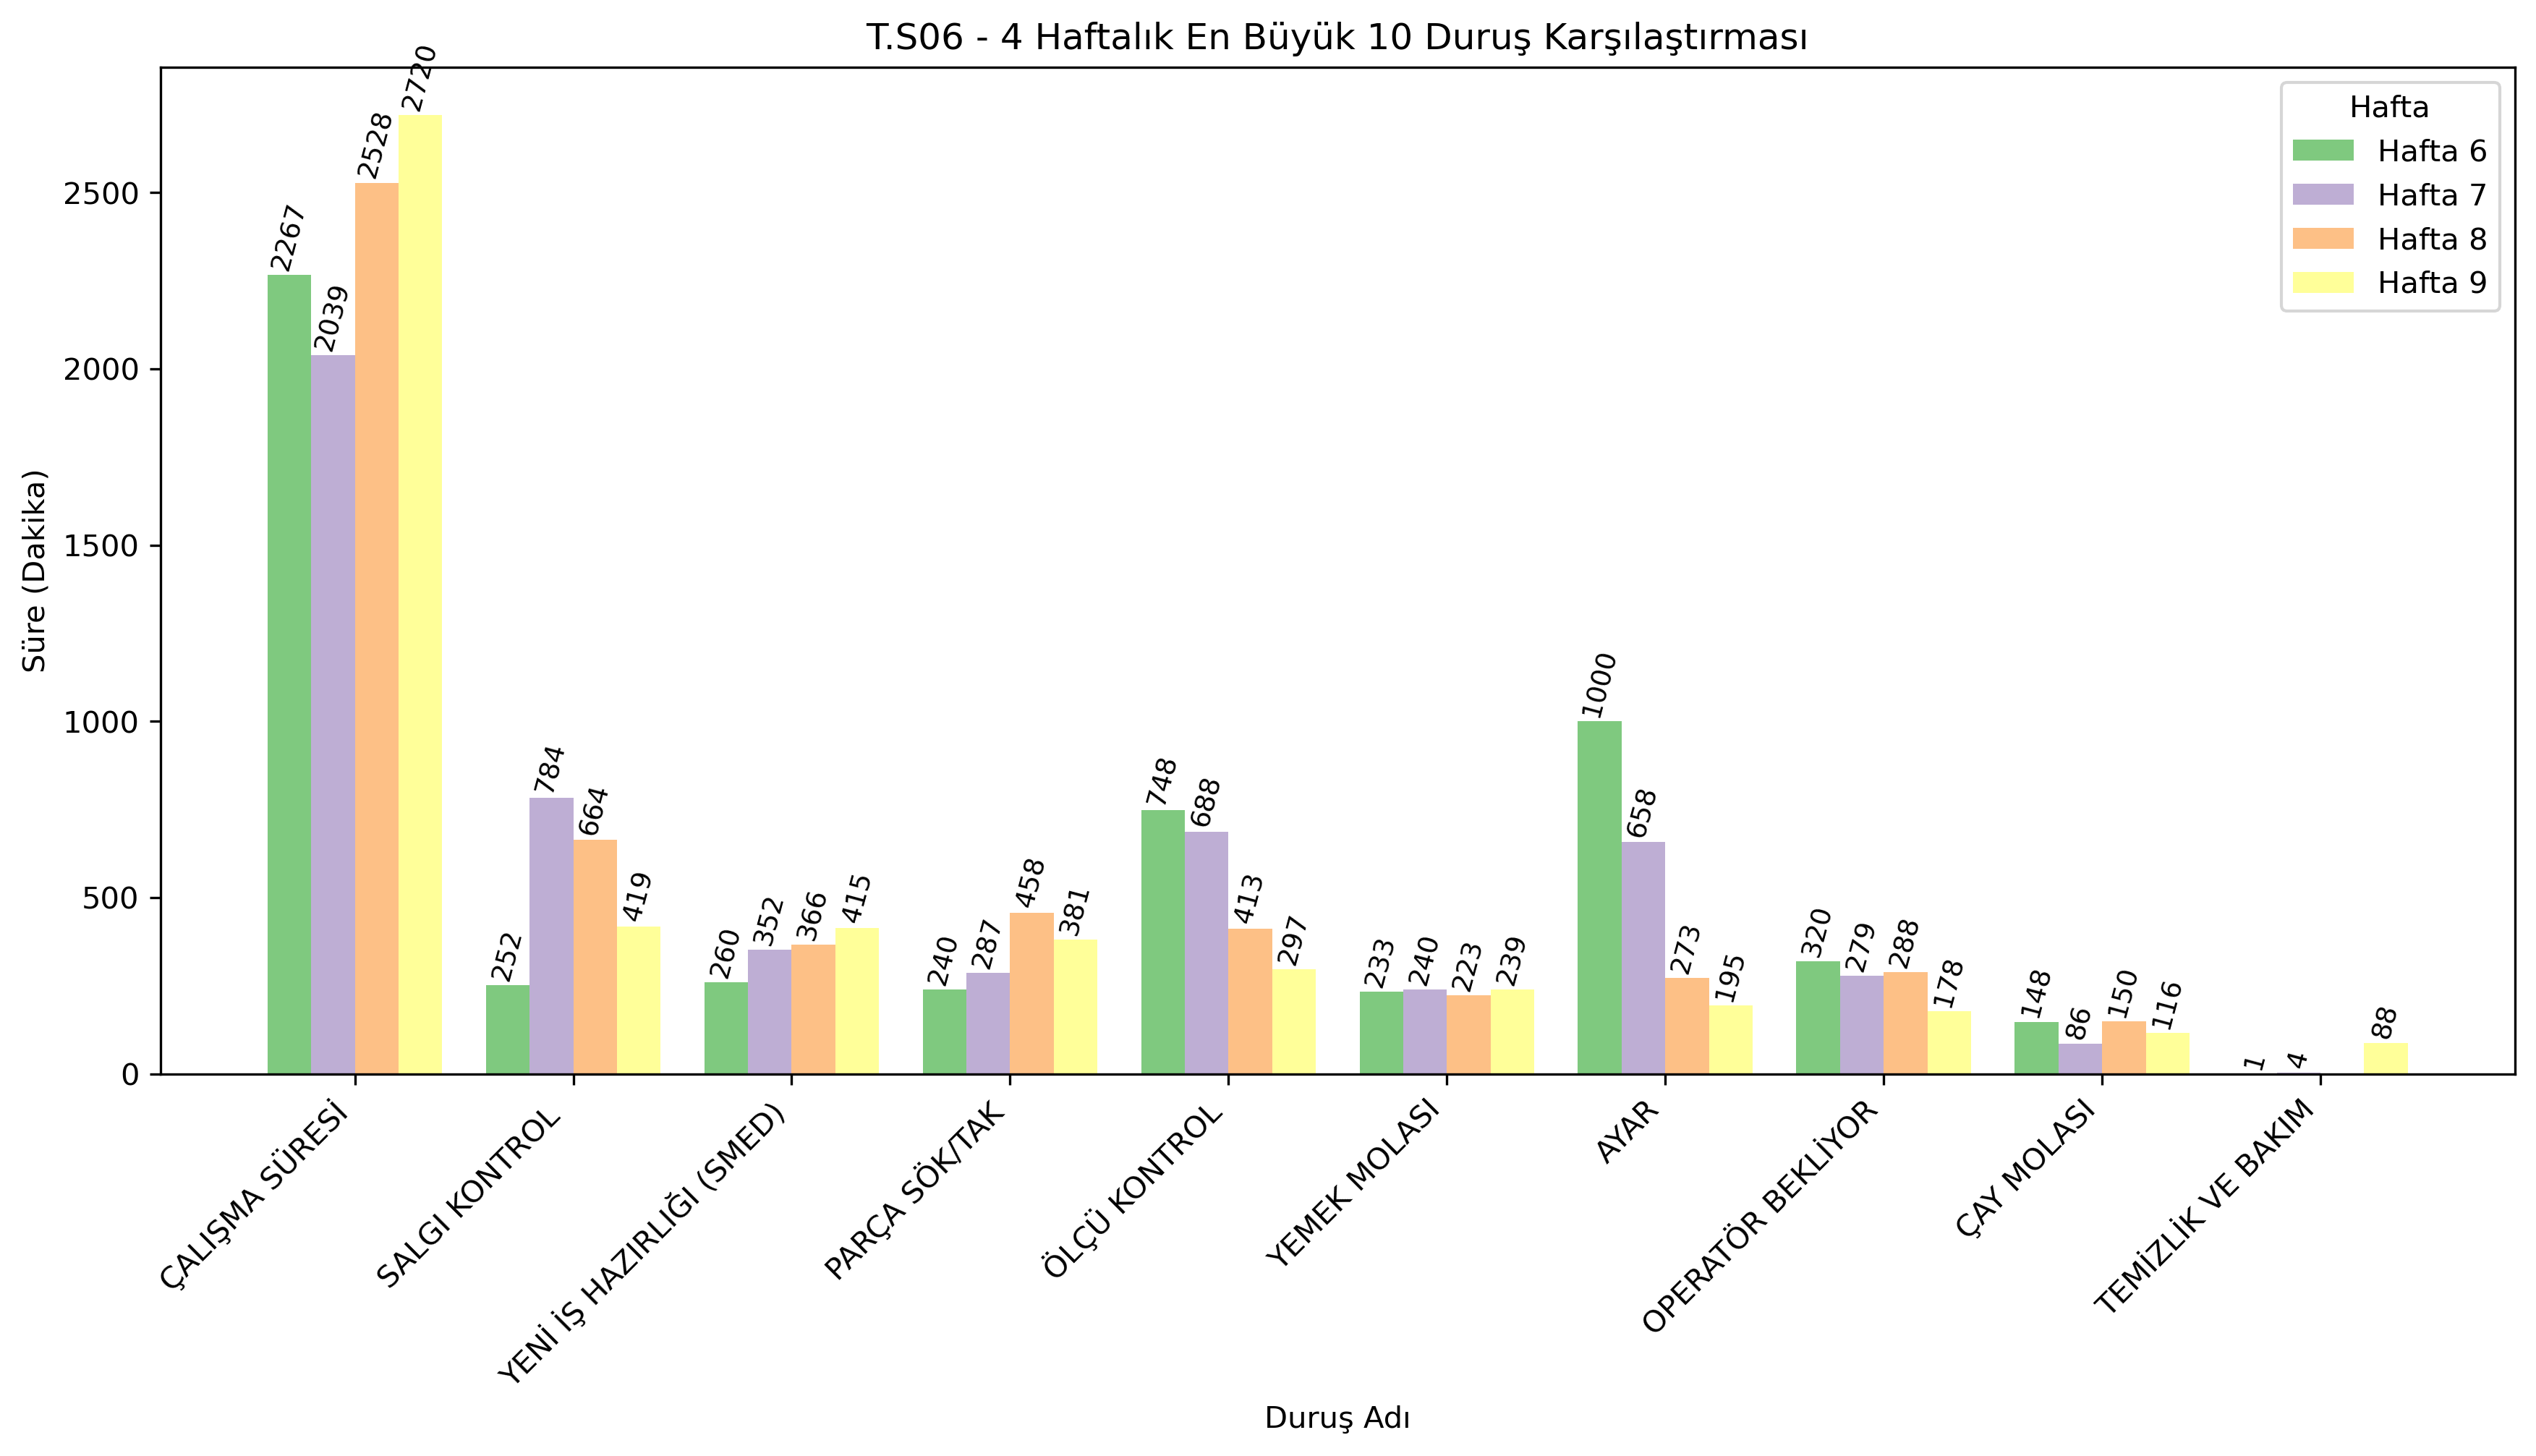 T.S06 - 4 Haftalık En Büyük 10 Duruş Karşılaştırması
Hafta
Hafta 6
Hafta 7
Hafta 8
Hafta 9
Süre (Dakika)
2500
2000
1500
1000
500
0
2267
2039
2528
2720
252
784
664
419
260
352
366
415
240
287
458
381
748
688
413
297
233
240
223
239
1000
658
273
195
320
279
288
178
148
86
150
116
1
4
88
ÇALIŞMA SÜRESİ
SALGI KONTROL
YENİ İŞ HAZIRLIĞI (SMED)
PARÇA SÖK/TAK
ÖLÇÜ KONTROL
YEMEK MOLASI
AYAR
OPERATÖR BEKLİYOR
ÇAY MOLASI
TEMİZLİK VE BAKIM
Duruş Adı